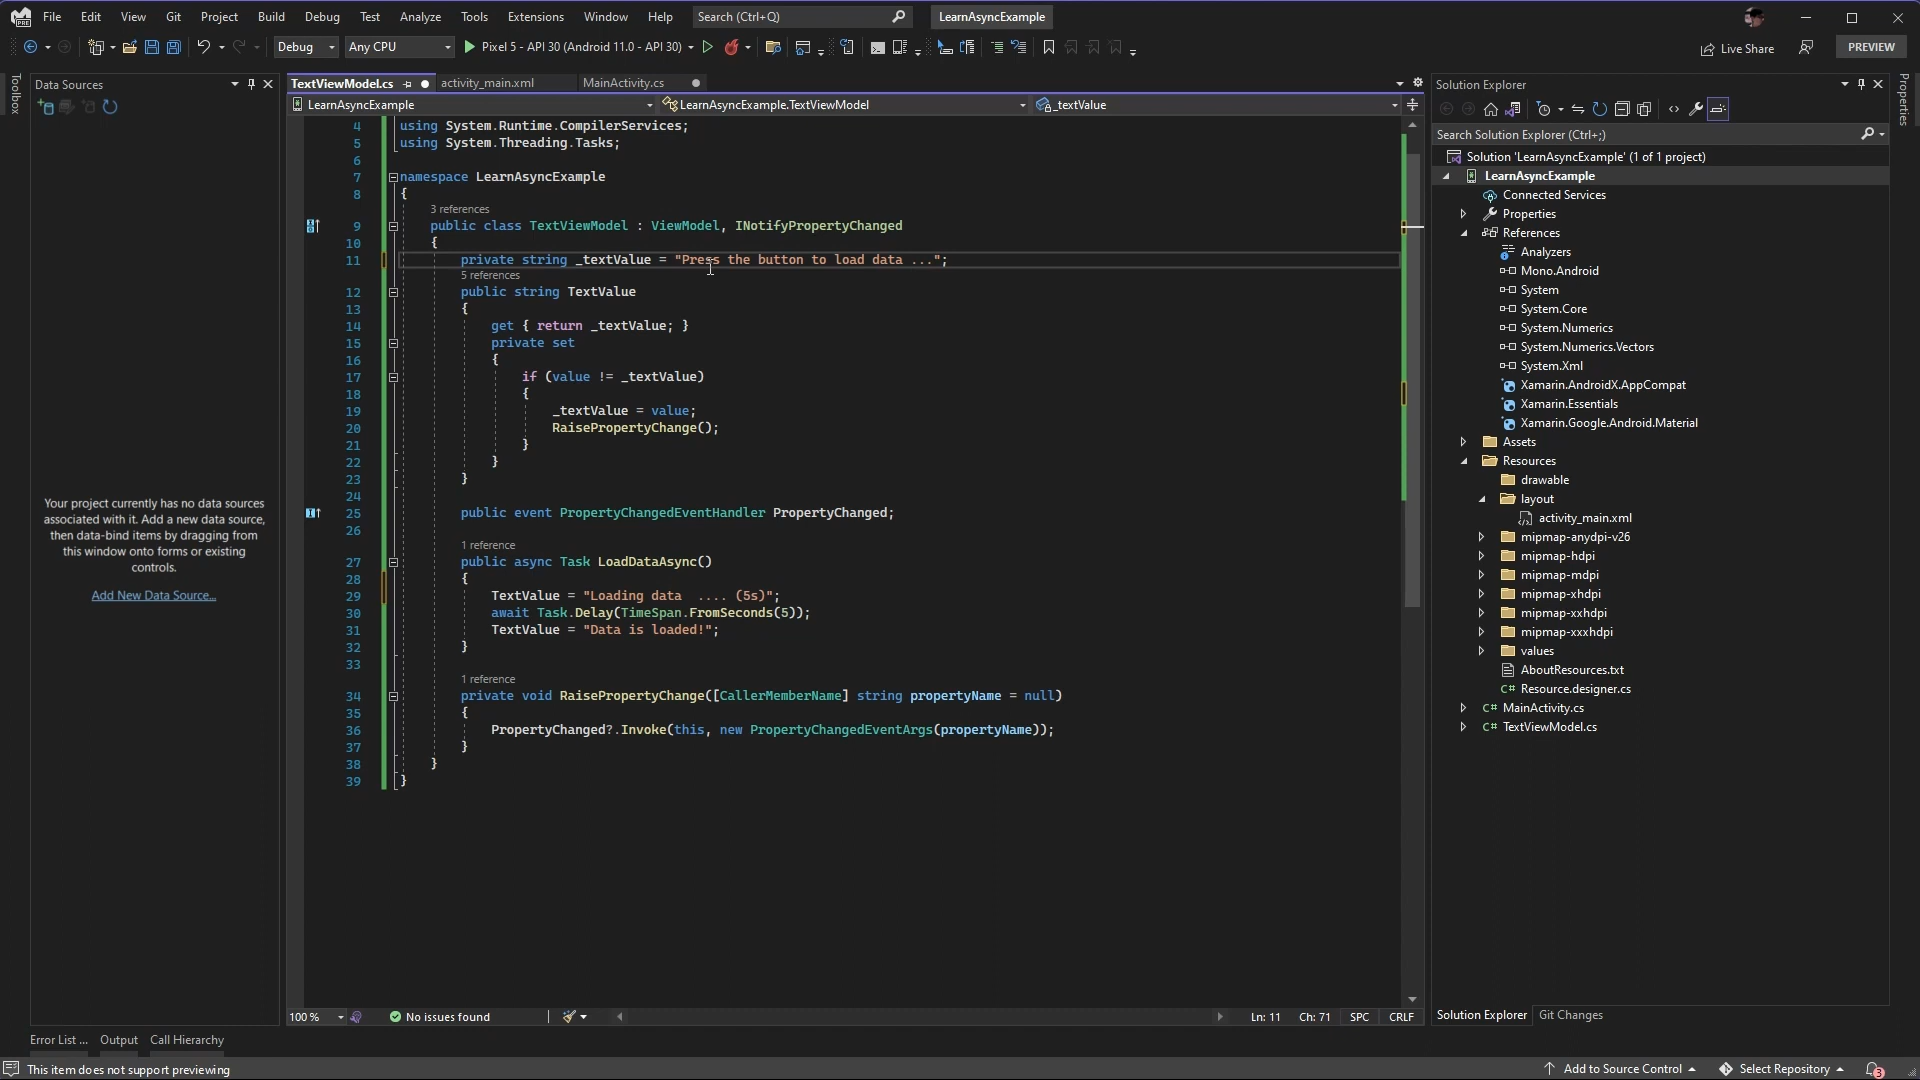 File Edit View Git Project Build Debug Test Analyze Tools Extensions Window Help Search (Ctrl+Q) LearnAsyncExample
Debug Any CPU Pixel 5 - API 30 (Android 11.0 - API 30) Live Share PREVIEW
Toolbox
Data Sources
Your project currently has no data sources
associated with it. Add a new data source,
then data-bind items by dragging from
this window onto forms or existing
controls.
Add New Data Source...
TextViewModel.cs activity_main.xml MainActivity.cs
LearnAsyncExample LearnAsyncExample.TextViewModel _textValue
4 using System.Runtime.CompilerServices;
5 using System.Threading.Tasks;
6
7 namespace LearnAsyncExample
8 {
3 references
9 public class TextViewModel : ViewModel, INotifyPropertyChanged
10 {
11 private string _textValue = "Press the button to load data ...";
5 references
12 public string TextValue
13 {
14 get { return _textValue; }
15 private set
16 {
17 if (value != _textValue)
18 {
19 _textValue = value;
20 RaisePropertyChange();
21 }
22 }
23 }
24
25 public event PropertyChangedEventHandler PropertyChanged;
26
1 reference
27 public async Task LoadDataAsync()
28 {
29 TextValue = "Loading data  .... (5s)";
30 await Task.Delay(TimeSpan.FromSeconds(5));
31 TextValue = "Data is loaded!";
32 }
33
1 reference
34 private void RaisePropertyChange([CallerMemberName] string propertyName = null)
35 {
36 PropertyChanged?.Invoke(this, new PropertyChangedEventArgs(propertyName));
37 }
38 }
39 }
100 % No issues found Ln: 11 Ch: 71 SPC CRLF
Solution Explorer
Search Solution Explorer (Ctrl+;)
Solution 'LearnAsyncExample' (1 of 1 project)
LearnAsyncExample
Connected Services
Properties
References
Analyzers
Mono.Android
System
System.Core
System.Numerics
System.Numerics.Vectors
System.Xml
Xamarin.AndroidX.AppCompat
Xamarin.Essentials
Xamarin.Google.Android.Material
Assets
Resources
drawable
layout
activity_main.xml
mipmap-anydpi-v26
mipmap-hdpi
mipmap-mdpi
mipmap-xhdpi
mipmap-xxhdpi
mipmap-xxxhdpi
values
AboutResources.txt
C# Resource.designer.cs
C# MainActivity.cs
C# TextViewModel.cs
Solution Explorer Git Changes
Properties
Error List ... Output Call Hierarchy
This item does not support previewing Add to Source Control Select Repository 3